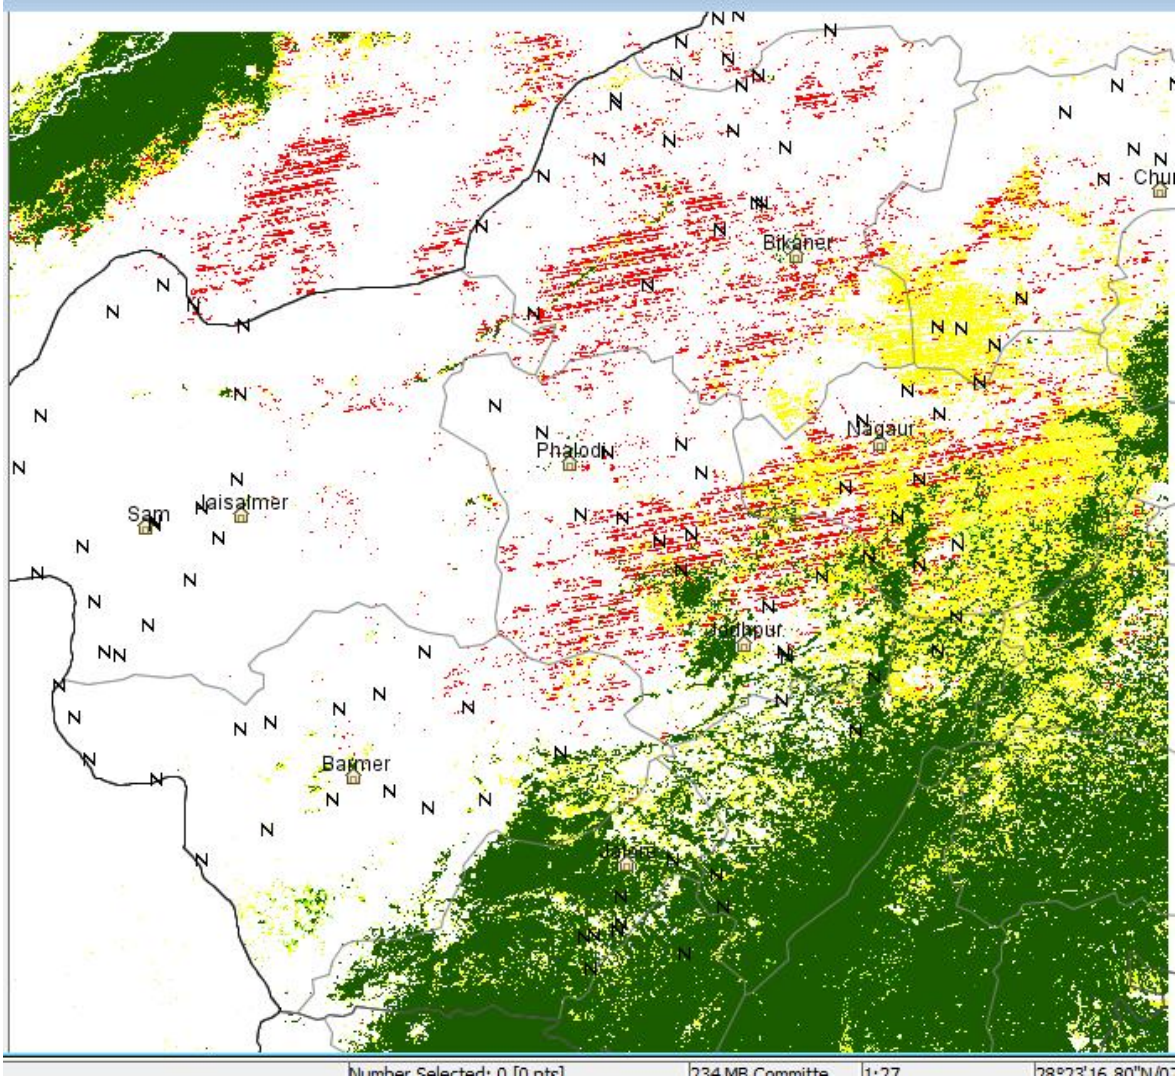 Chur
Bikaner
Nagaur
Phalodi
Jaisalmer
Sam
Jodhpur
Barmer
Number Selected: 0 [0 pts]
234 MB Committe
1:27
28°23'16.80"N/0